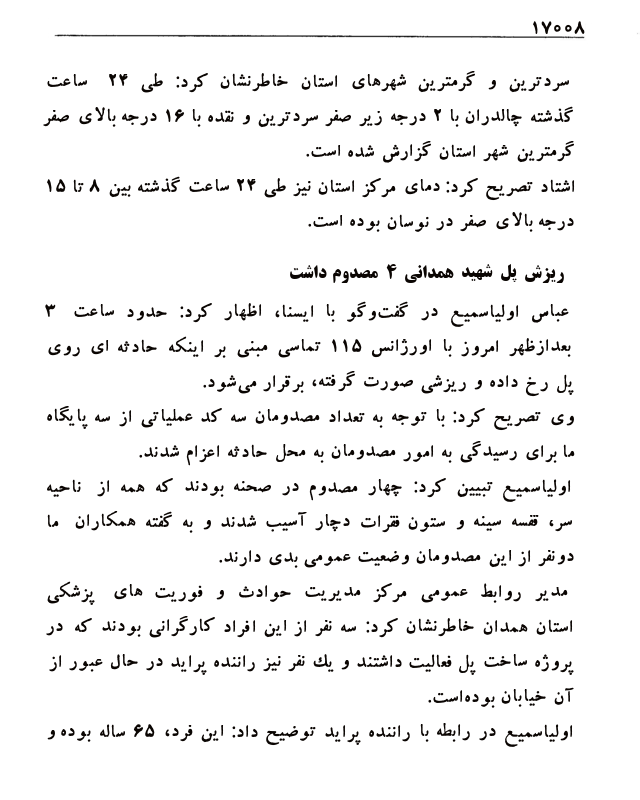 ۱۷۰۰۸
سردترین و گرمترین شهرهای استان خاطرنشان کرد: طی ۲۴ ساعت
گذشته چالدران با ۲ درجه زیر صفر سردترین و نقده با ۱۶ درجه بالای صفر
گرمترین شهر استان گزارش شده است.
اشتاد تصریح کرد: دمای مرکز استان نیز طی ۲۴ ساعت گذشته بین ۸ تا ۱۵
درجه بالای صفر در نوسان بوده است.
ریزش پل شهید همدانی ۴ مصدوم داشت
عباس اولیاسمیع در گفت‌وگو با ایسنا، اظهار کرد: حدود ساعت ۳
بعدازظهر امروز با اورژانس ۱۱۵ تماسی مبنی بر اینکه حادثه ای روی
پل رخ داده و ریزشی صورت گرفته، برقرار می‌شود.
وی تصریح کرد: با توجه به تعداد مصدومان سه کد عملیاتی از سه پایگاه
ما برای رسیدگی به امور مصدومان به محل حادثه اعزام شدند.
اولیاسمیع تبیین کرد: چهار مصدوم در صحنه بودند که همه از ناحیه
سر، قفسه سینه و ستون فقرات دچار آسیب شدند و به گفته همکاران ما
دونفر از این مصدومان وضعیت عمومی بدی دارند.
مدیر روابط عمومی مرکز مدیریت حوادث و فوریت های پزشکی
استان همدان خاطرنشان کرد: سه نفر از این افراد کارگرانی بودند که در
پروژه ساخت پل فعالیت داشتند و یك نفر نیز راننده پراید در حال عبور از
آن خیابان بوده‌است.
اولیاسمیع در رابطه با راننده پراید توضیح داد: این فرد، ۶۵ ساله بوده و